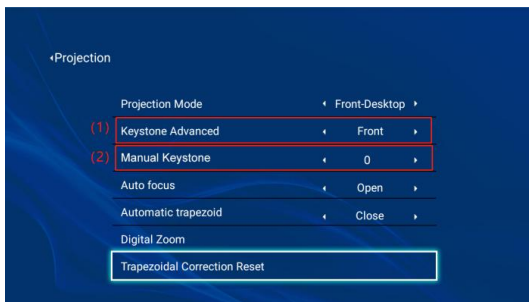 Projection
Projection Mode Front-Desktop
(1) Keystone Advanced Front
(2) Manual Keystone 0
Auto focus Open
Automatic trapezoid Close
Digital Zoom
Trapezoidal Correction Reset